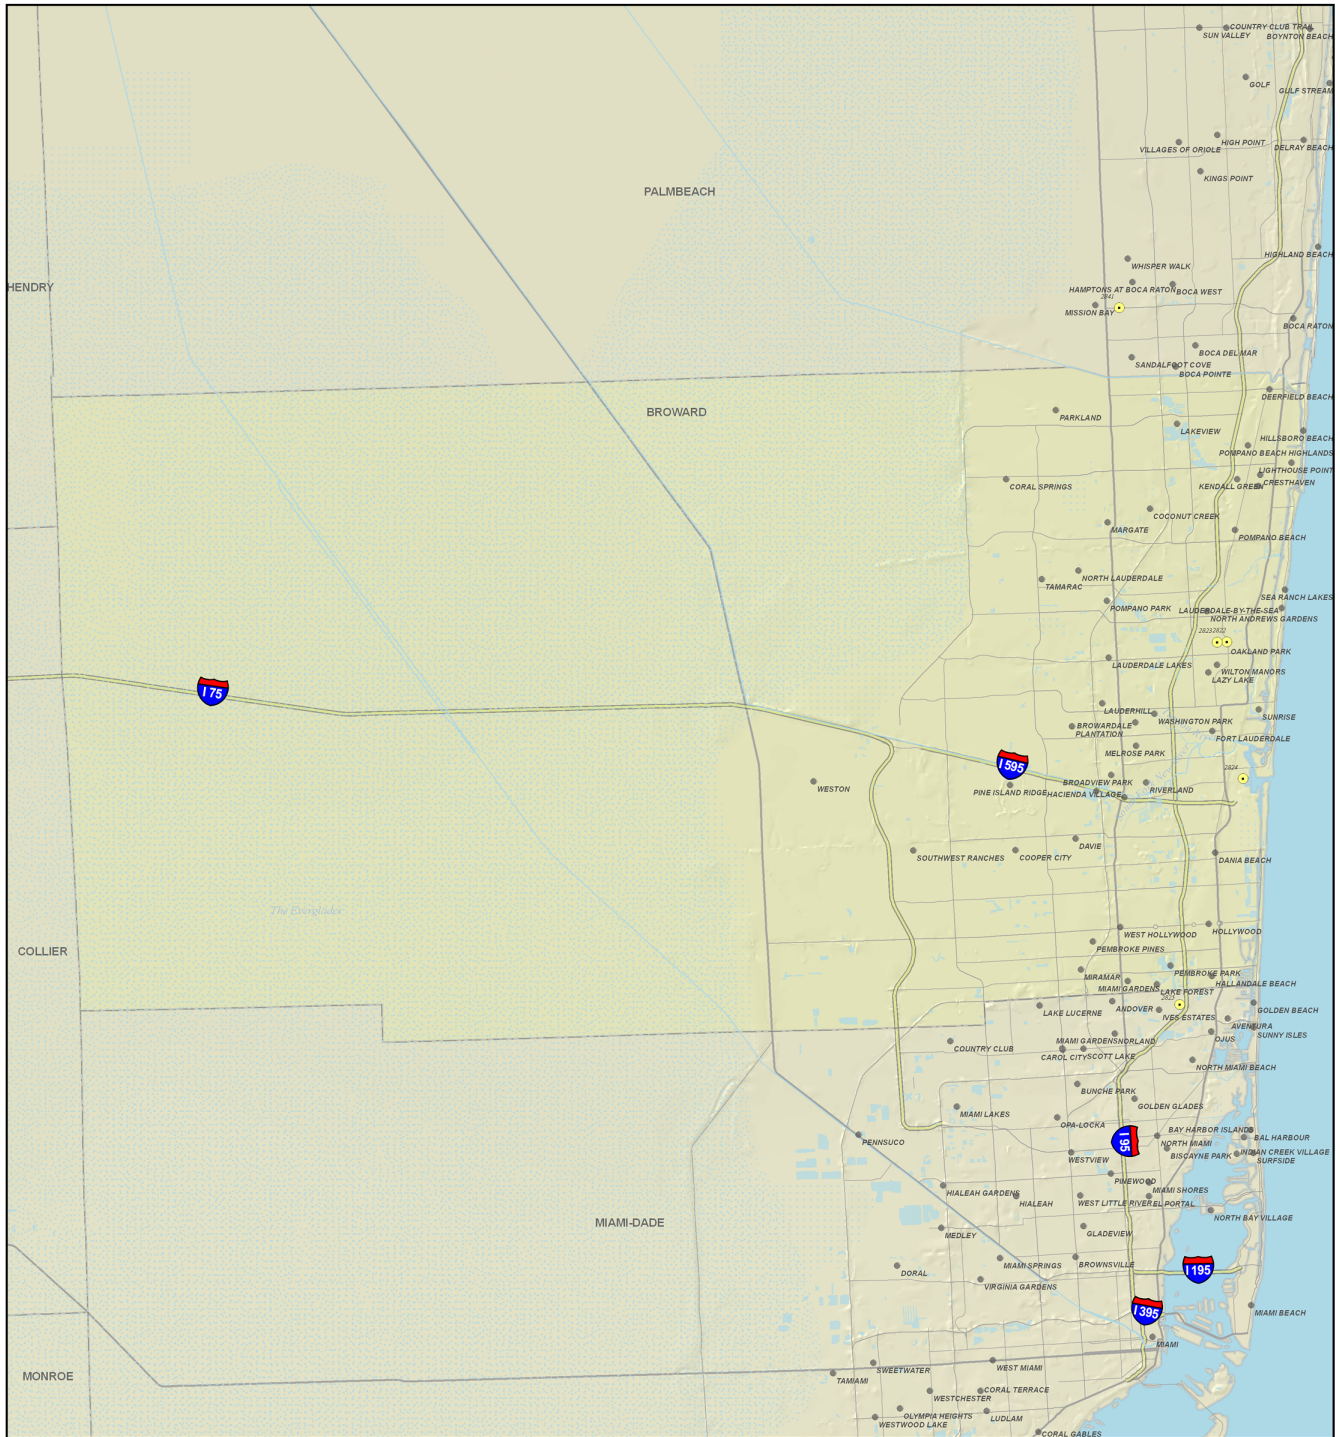 COUNTRY CLUB TRAIL
SUN VALLEY
BOYNTON BEACH
GOLF
GULF STREAM
HIGH POINT
VILLAGES OF ORIOLE
DELRAY BEACH
KINGS POINT
PALMBEACH
HIGHLAND BEACH
WHISPER WALK
HENDRY
HAMPTONS AT BOCA RATON
BOCA WEST
2841
MISSION BAY
BOCA RATON
BOCA DEL MAR
SANDALFOOT COVE
BOCA POINTE
DEERFIELD BEACH
BROWARD
PARKLAND
LAKEVIEW
HILLSBORO BEACH
POMPANO BEACH HIGHLANDS
LIGHTHOUSE POINT
CORAL SPRINGS
KENDALL GREEN
CRESTHAVEN
COCONUT CREEK
MARGATE
POMPANO BEACH
NORTH LAUDERDALE
TAMARAC
SEA RANCH LAKES
POMPANO PARK
LAUDERDALE-BY-THE-SEA
NORTH ANDREWS GARDENS
2823
2822
OAKLAND PARK
LAUDERDALE LAKES
WILTON MANORS
LAZY LAKE
I 75
LAUDERHILL
SUNRISE
WASHINGTON PARK
BROWARDALE
PLANTATION
FORT LAUDERDALE
MELROSE PARK
I 595
2824
BROADVIEW PARK
WESTON
PINE ISLAND RIDGE
HACIENDA VILLAGE
RIVERLAND
DAVIE
SOUTHWEST RANCHES
COOPER CITY
DANIA BEACH
The Everglades
WEST HOLLYWOOD
HOLLYWOOD
COLLIER
PEMBROKE PINES
MIRAMAR
PEMBROKE PARK
HALLANDALE BEACH
MIAMI GARDENS
LAKE FOREST
2823
LAKE LUCERNE
ANDOVER
GOLDEN BEACH
IVES ESTATES
AVENTURA
SUNNY ISLES
OJUS
MIAMI GARDENS
NORLAND
COUNTRY CLUB
CAROL CITY
SCOTT LAKE
NORTH MIAMI BEACH
BUNCHE PARK
GOLDEN GLADES
MIAMI LAKES
OPA-LOCKA
BAY HARBOR ISLANDS
I 95
PENNSUCO
NORTH MIAMI
BAL HARBOUR
WESTVIEW
BISCAYNE PARK
INDIAN CREEK VILLAGE
SURFSIDE
PINEWOOD
HIALEAH GARDENS
MIAMI SHORES
HIALEAH
WEST LITTLE RIVER
EL PORTAL
MIAMI-DADE
NORTH BAY VILLAGE
MEDLEY
GLADEVIEW
MIAMI SPRINGS
BROWNSVILLE
DORAL
I 195
VIRGINIA GARDENS
I 395
MIAMI BEACH
MIAMI
WEST MIAMI
SWEETWATER
MONROE
TAMIAMI
CORAL TERRACE
WESTCHESTER
OLYMPIA HEIGHTS
LUDLAM
WESTWOOD LAKE
CORAL GABLES